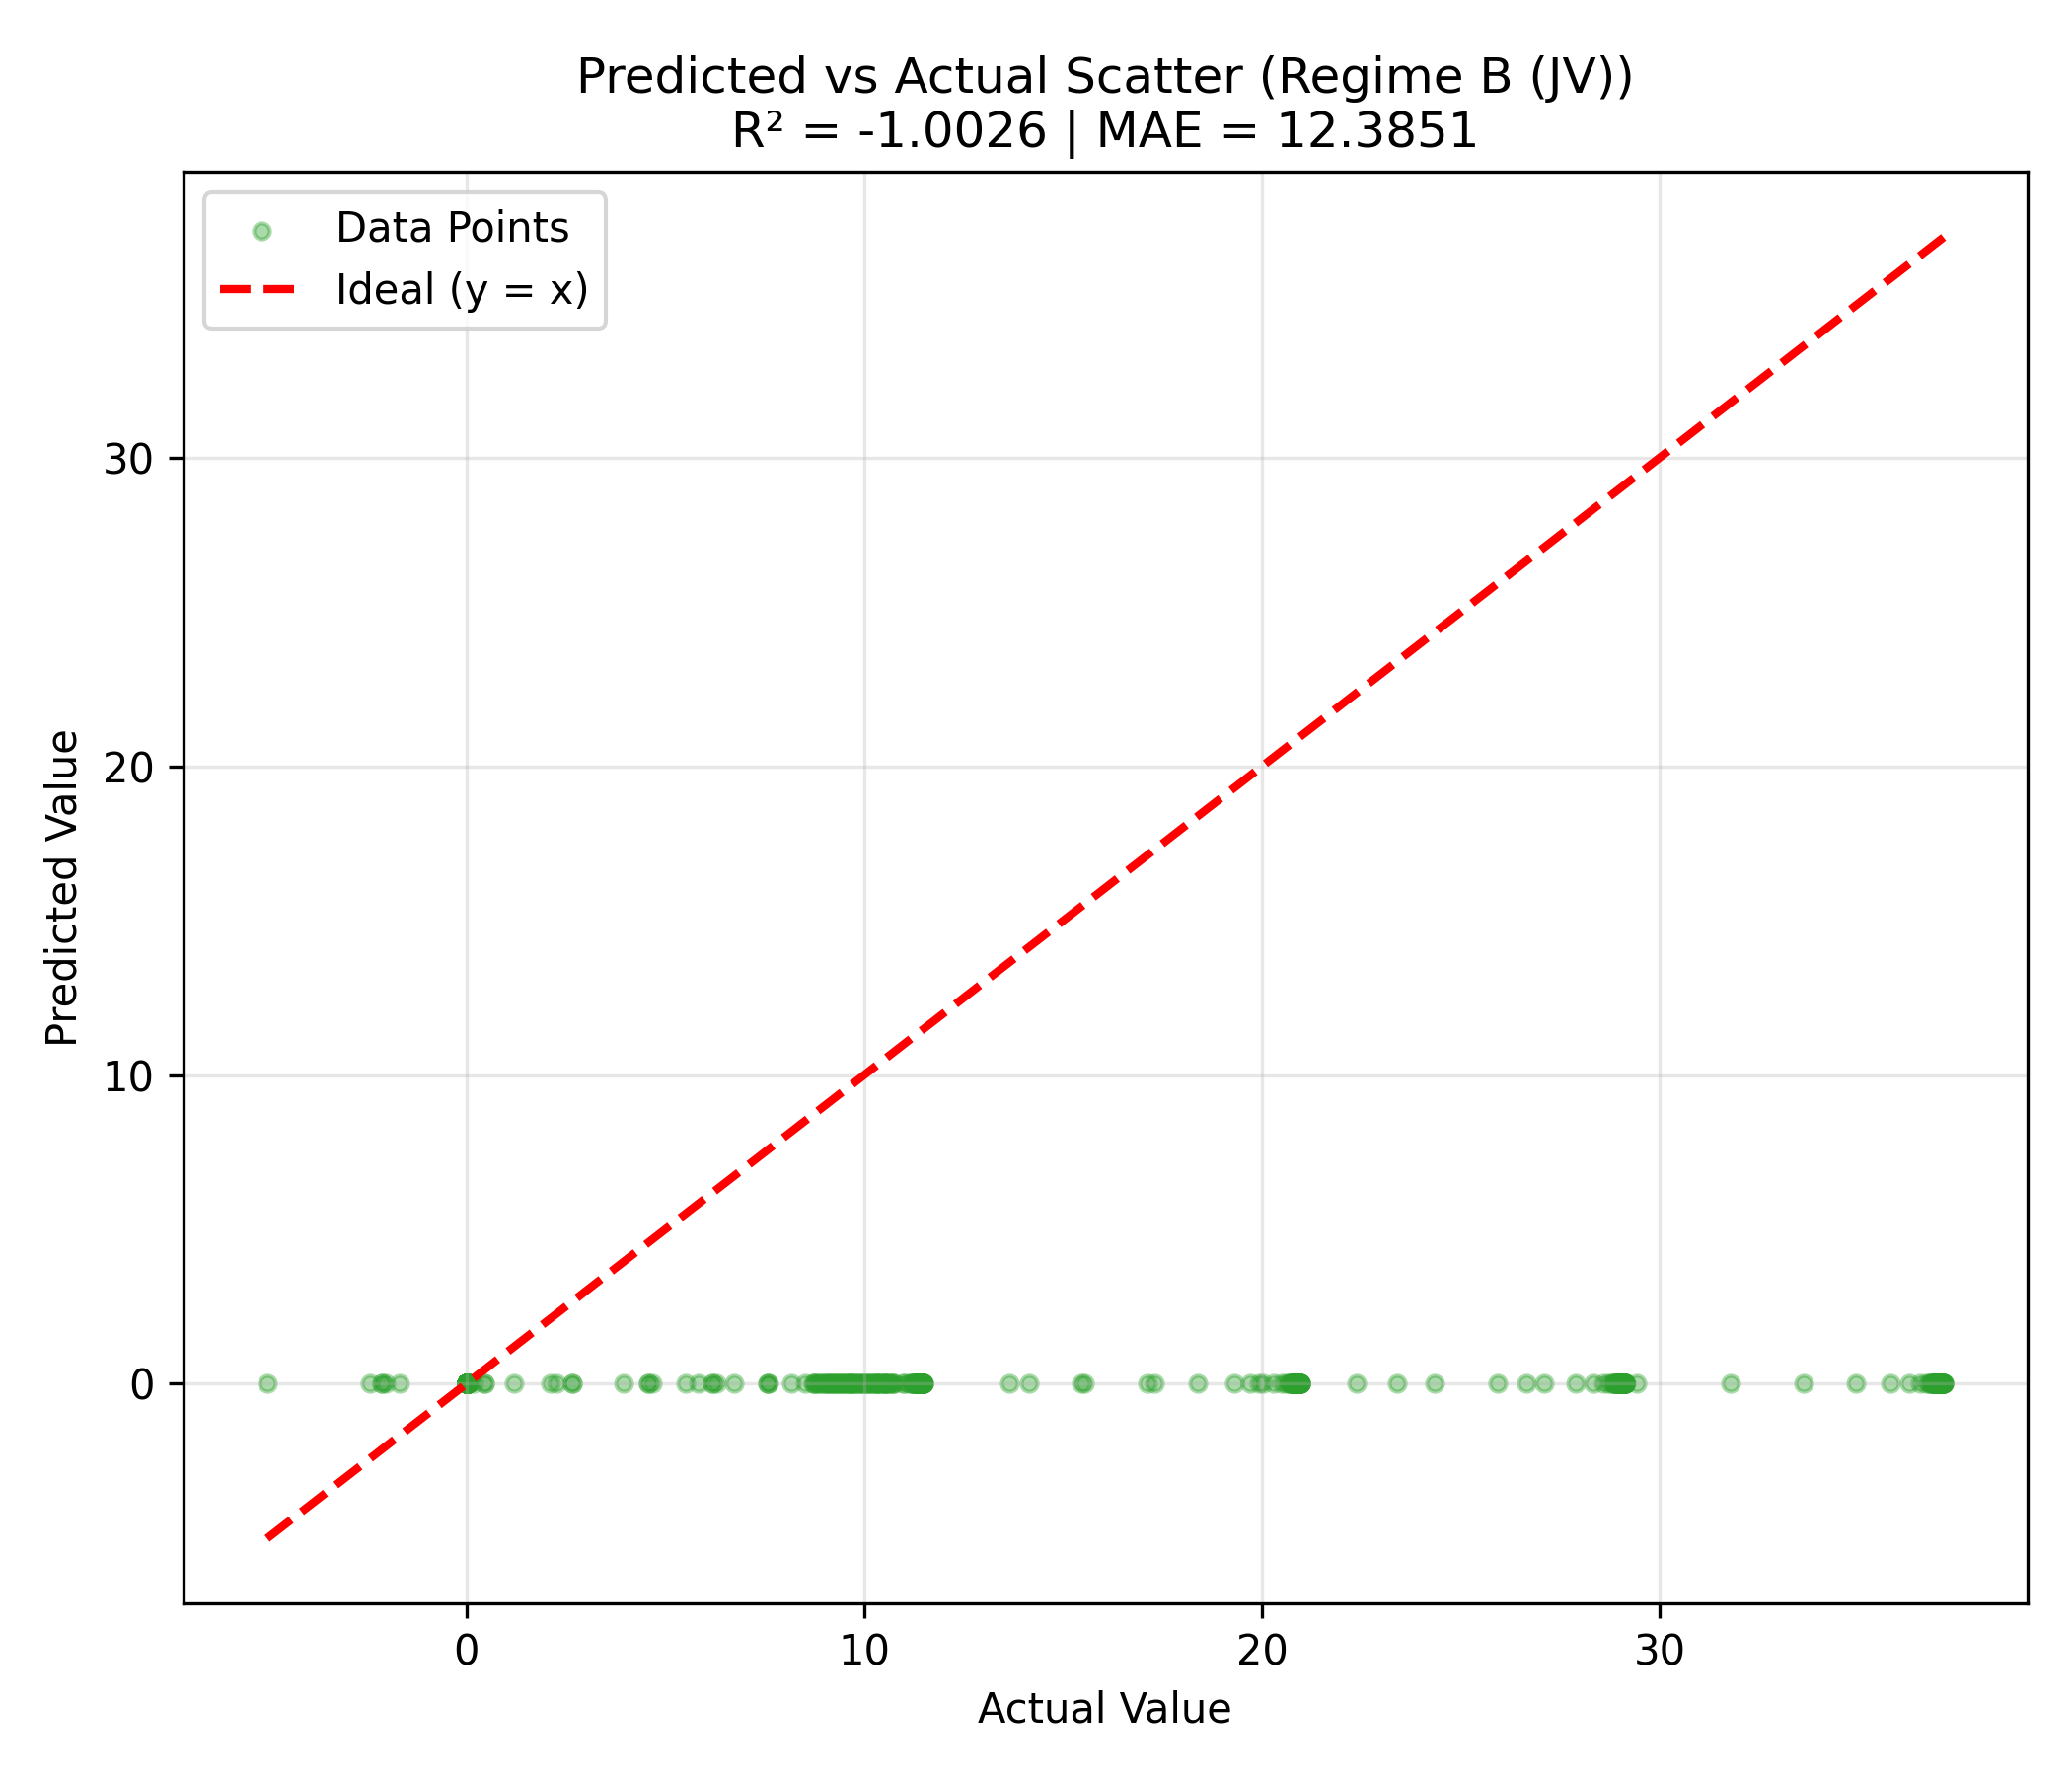 Predicted vs Actual Scatter (Regime B (JV))
R² = -1.0026 | MAE = 12.3851
Data Points
Ideal (y = x)
Predicted Value
30
20
10
0
0
10
20
30
Actual Value